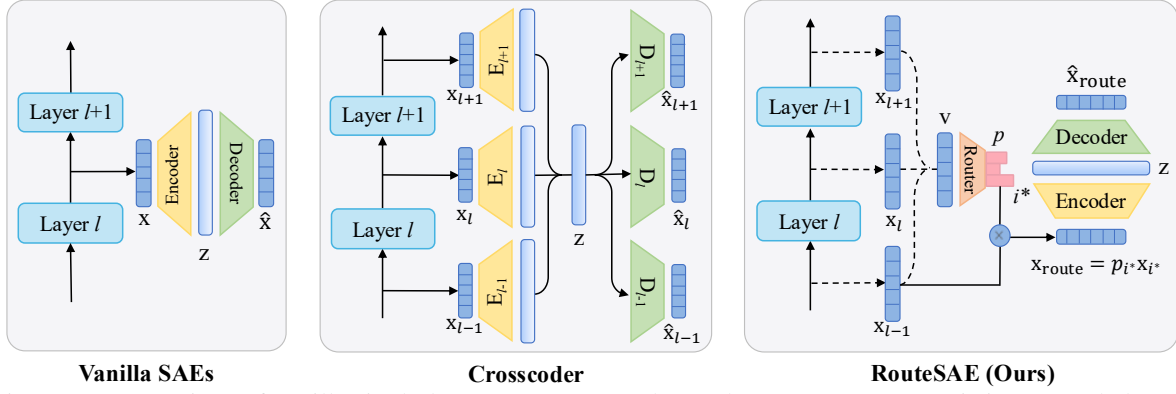 Layer l+1
Layer l
x
Encoder
z
Decoder
x̂
Vanilla SAEs
Layer l+1
Layer l
x_{l+1}
E_{l+1}
D_{l+1}
x̂_{l+1}
x_l
E_l
z
D_l
x̂_l
x_{l-1}
E_{l-1}
D_{l-1}
x̂_{l-1}
Crosscoder
Layer l+1
Layer l
x_{l+1}
x_l
x_{l-1}
v
Router
p
i*
×
x̂_route
Decoder
z
Encoder
x_route = p_{i*}x_{i*}
RouteSAE (Ours)